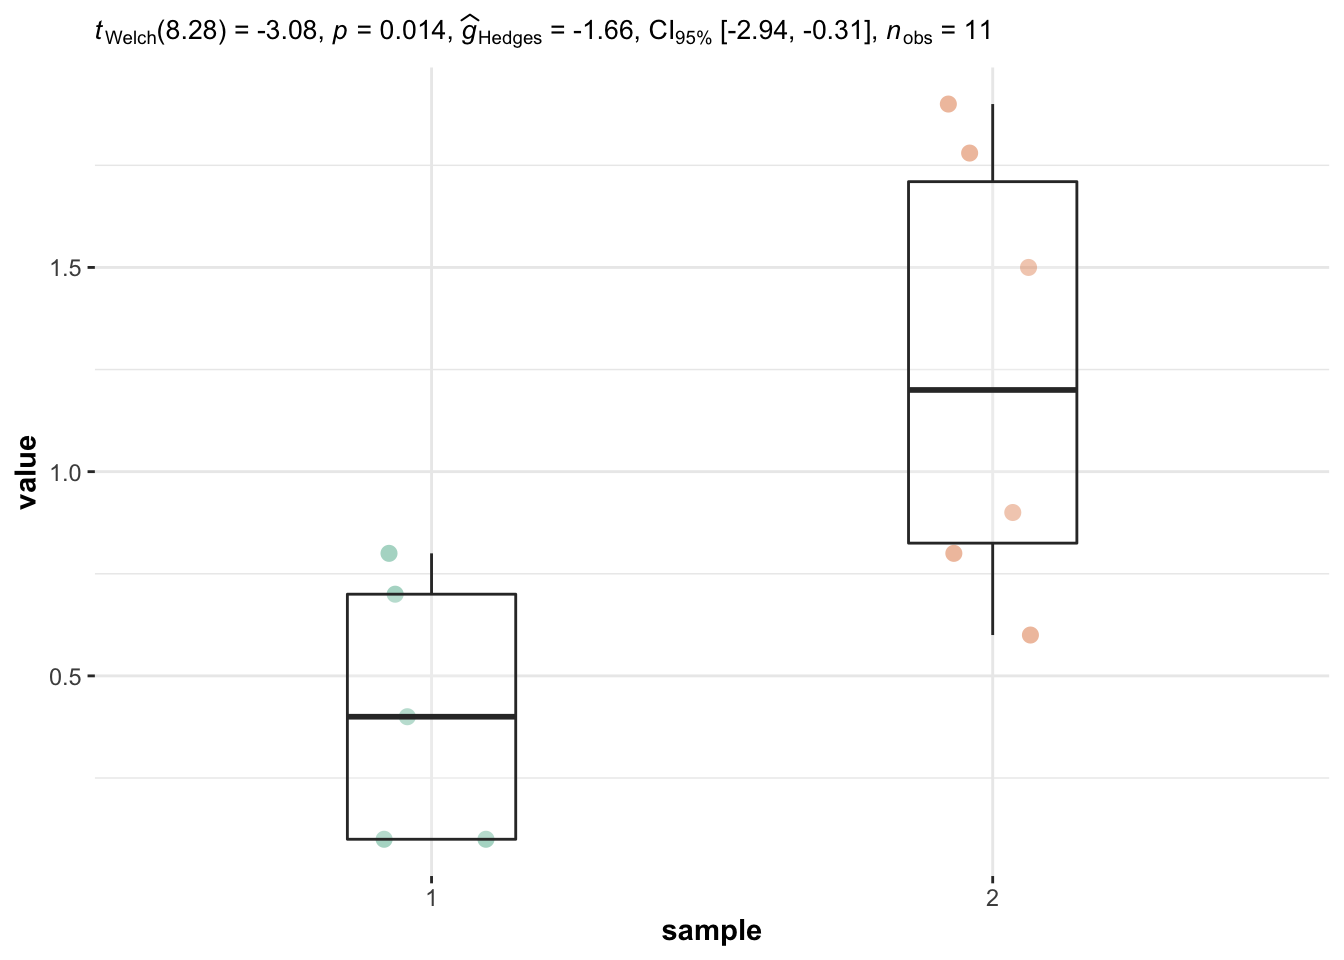 tWelch(8.28) = -3.08, p = 0.014, ĝHedges = -1.66, CI95% [-2.94, -0.31], nobs = 11
1.5
1.0
0.5
value
1 2
sample